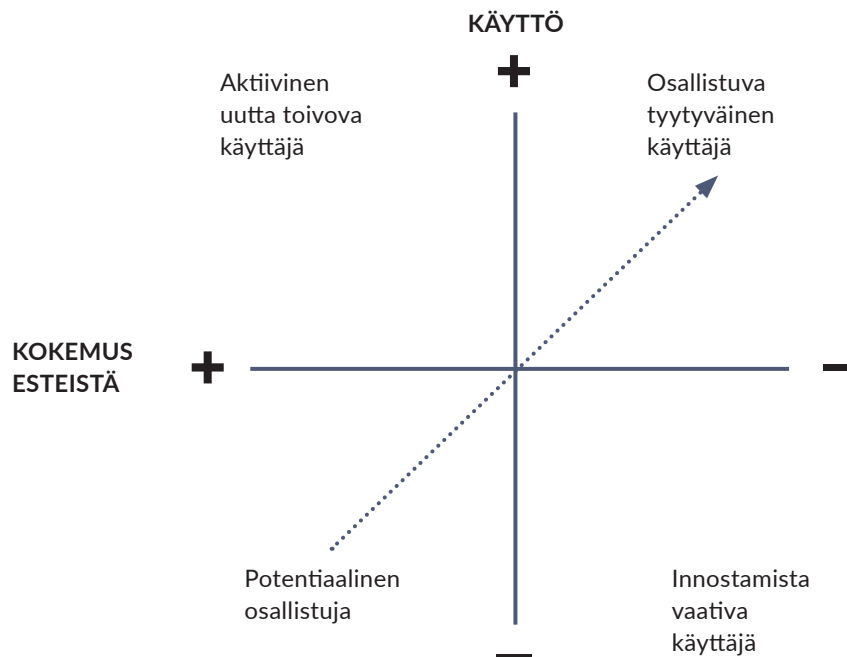 KÄYTTÖ
+
Aktiivinen
uutta toivova
käyttäjä
Osallistuva
tyytyväinen
käyttäjä
KOKEMUS
ESTEISTÄ
+
–
Potentiaalinen
osallistuja
Innostamista
vaativa
käyttäjä
–